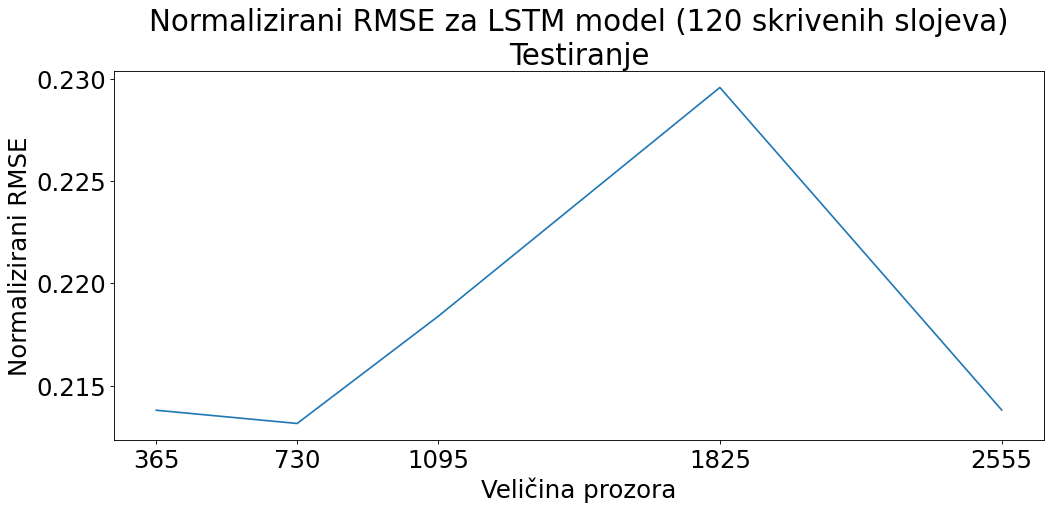 Normalizirani RMSE za LSTM model (120 skrivenih slojeva)
Testiranje
Normalizirani RMSE
0.230
0.225
0.220
0.215
365 730 1095 1825 2555
Veličina prozora